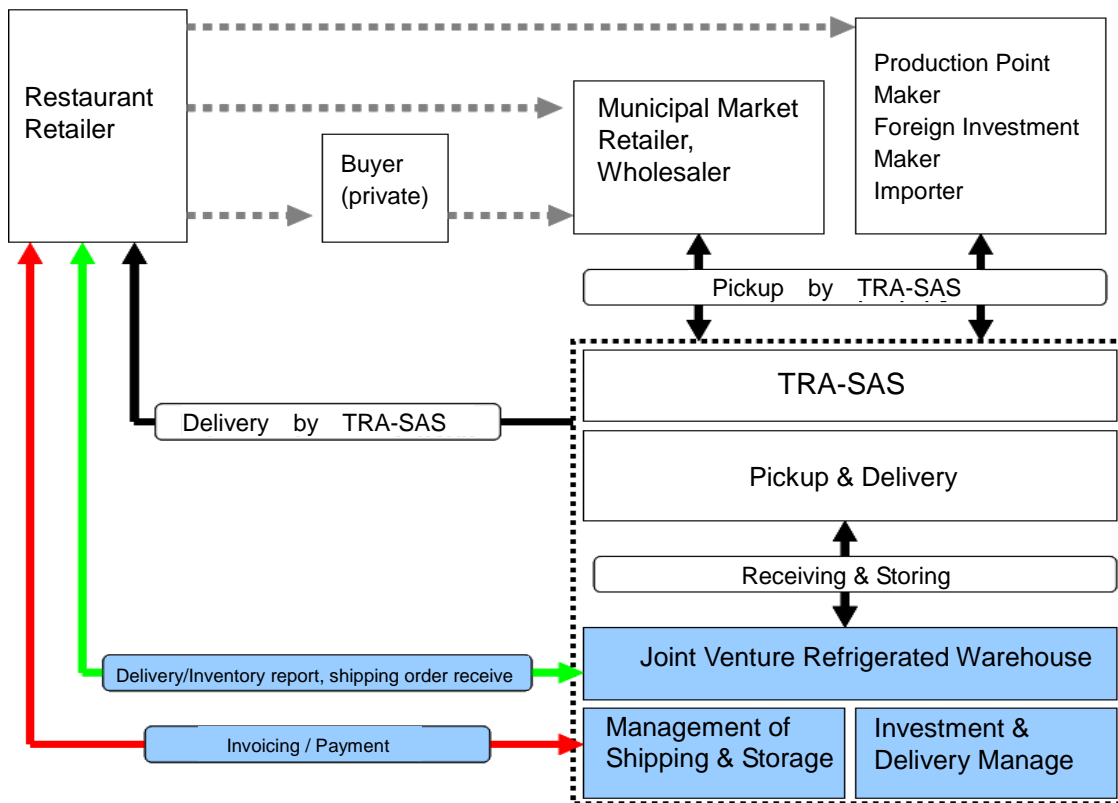 Restaurant
Retailer
Buyer
(private)
Municipal Market
Retailer,
Wholesaler
Production Point
Maker
Foreign Investment
Maker
Importer
Pickup by TRA-SAS
TRA-SAS
Delivery by TRA-SAS
Pickup & Delivery
Receiving & Storing
Joint Venture Refrigerated Warehouse
Delivery/Inventory report, shipping order receive
Management of
Shipping & Storage
Investment &
Delivery Manage
Invoicing / Payment